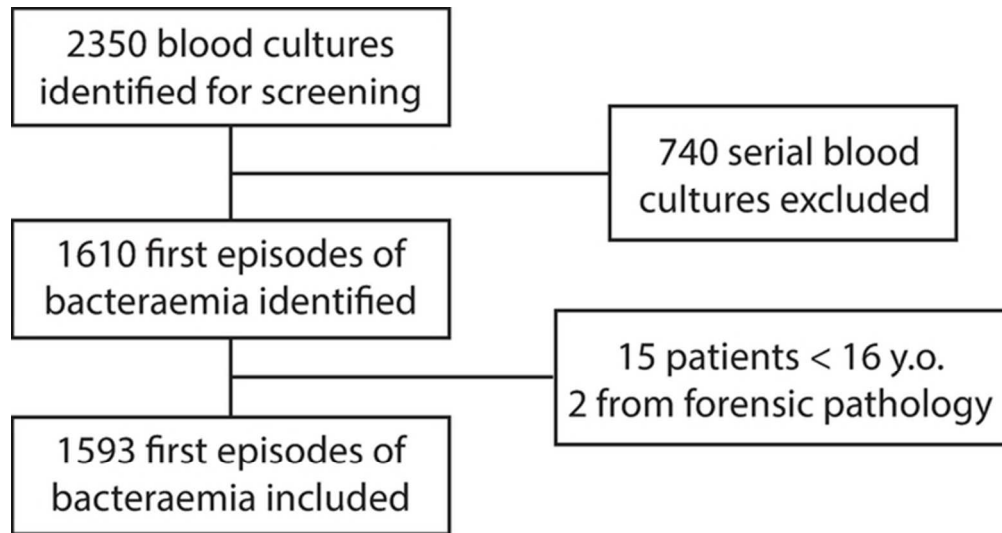 2350 blood cultures
identified for screening
740 serial blood
cultures excluded
1610 first episodes of
bacteraemia identified
15 patients < 16 y.o.
2 from forensic pathology
1593 first episodes of
bacteraemia included